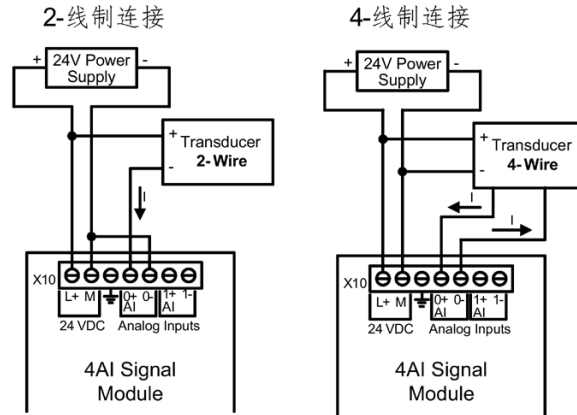 2-线制连接
+ 24V Power Supply -
+ Transducer
- 2-Wire
I
X10
L+ M 0+ 0- 1+ 1-
AI AI
24 VDC Analog Inputs
4AI Signal
Module
4-线制连接
+ 24V Power Supply -
+ Transducer
- 4-Wire
I
I
X10
L+ M 0+ 0- 1+ 1-
AI AI
24 VDC Analog Inputs
4AI Signal
Module